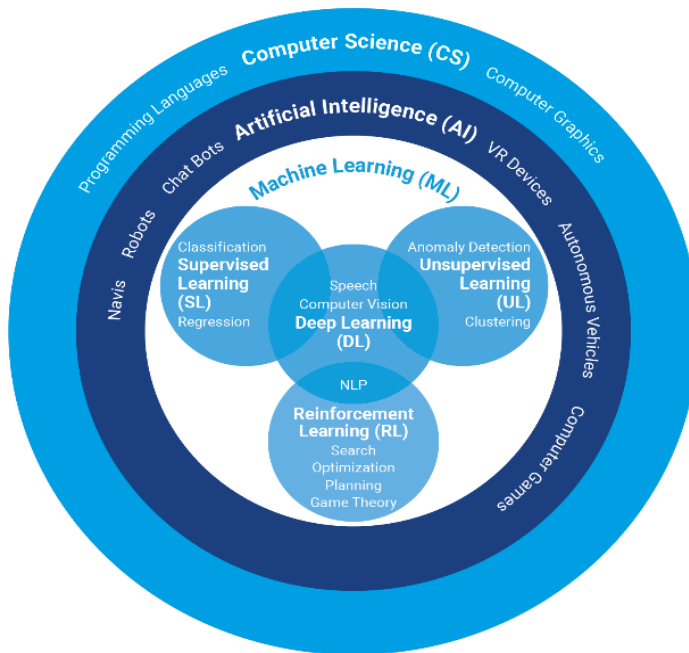 Computer Science (CS)
Programming Languages
Computer Graphics
Artificial Intelligence (AI)
Chat Bots
Robots
Navis
VR Devices
Autonomous Vehicles
Computer Games
Machine Learning (ML)
Classification
Supervised
Learning
(SL)
Regression
Speech
Computer Vision
Deep Learning
(DL)
Anomaly Detection
Unsupervised
Learning
(UL)
Clustering
NLP
Reinforcement
Learning (RL)
Search
Optimization
Planning
Game Theory